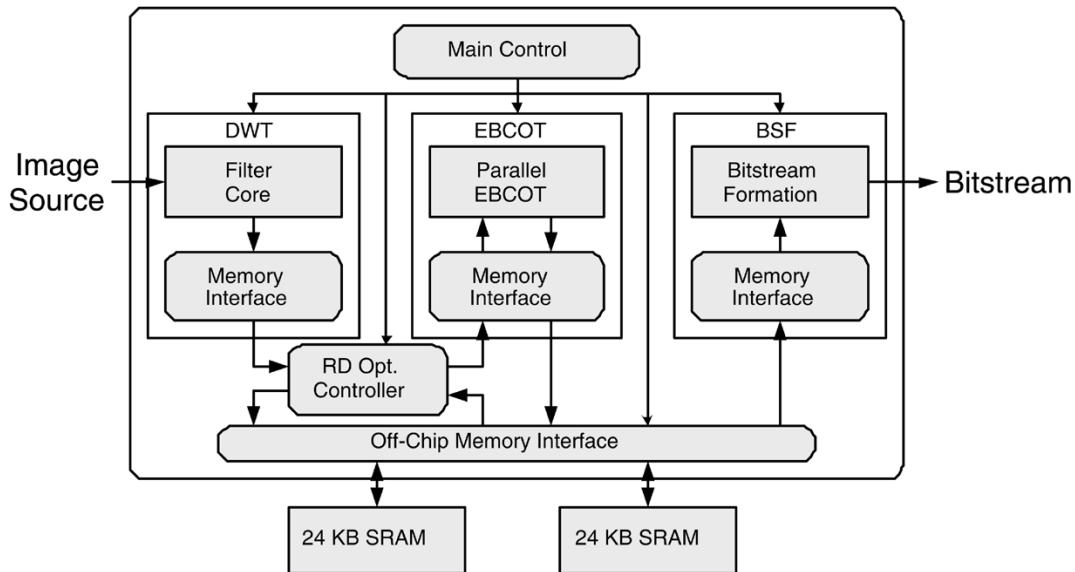 Main Control
DWT
EBCOT
BSF
Image
Source
Filter
Core
Parallel
EBCOT
Bitstream
Formation
Bitstream
Memory
Interface
Memory
Interface
Memory
Interface
RD Opt.
Controller
Off-Chip Memory Interface
24 KB SRAM
24 KB SRAM